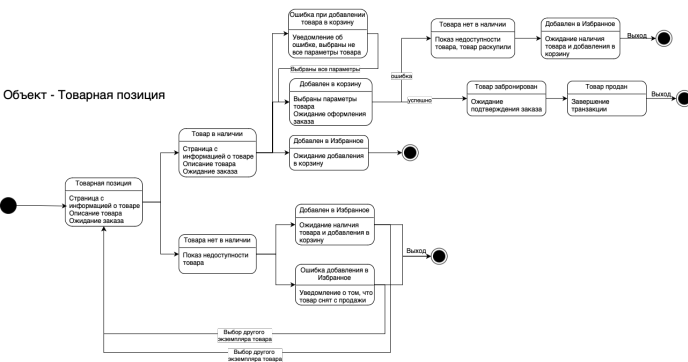 Объект - Товарная позиция
Ошибка при добавлении
товара в корзину
Уведомление об
ошибке, выбраны не
все параметры товара
Выбраны все параметры
Добавлен в корзину
Выбраны параметры
товара
Ожидание оформления
заказа
ошибка
успешно
Товара нет в наличии
Показ недоступности
товара, товар раскупили
Добавлен в Избранное
Ожидание наличия
товара и добавления в
корзину
Выход
Товар забронирован
Ожидание
подтверждения заказа
Товар продан
Завершение
транзакции
Выход
Товар в наличии
Страница с
информацией о товаре
Описание товара
Ожидание заказа
Добавлен в Избранное
Ожидание добавления
в корзину
Товарная позиция
Страница с
информацией о товаре
Описание товара
Ожидание заказа
Товара нет в наличии
Показ недоступности
товара
Добавлен в Избранное
Ожидание наличия
товара и добавления в
корзину
Выход
Ошибка добавления в
Избранное
Уведомление о том, что
товар снят с продажи
Выбор другого
экземпляра товара
Выбор другого
экземпляра товара